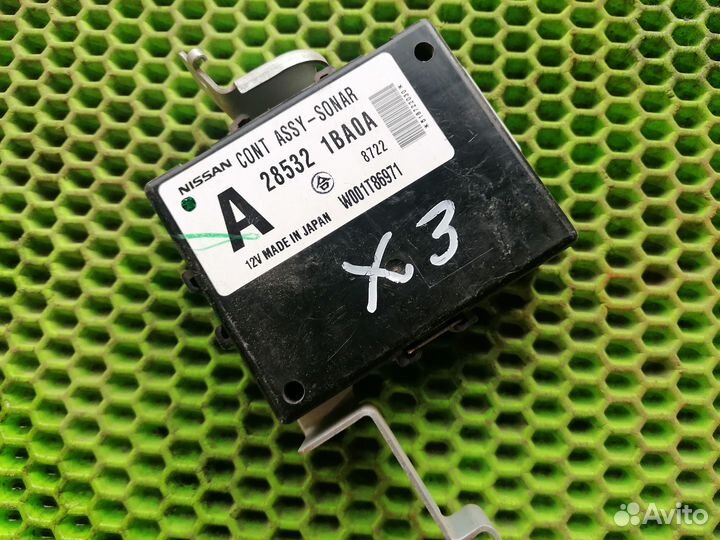 NISSAN CONT ASSY-SONAR
A 28532 1BA0A
8722
12V MADE IN JAPAN W001T86971
X3
Avito